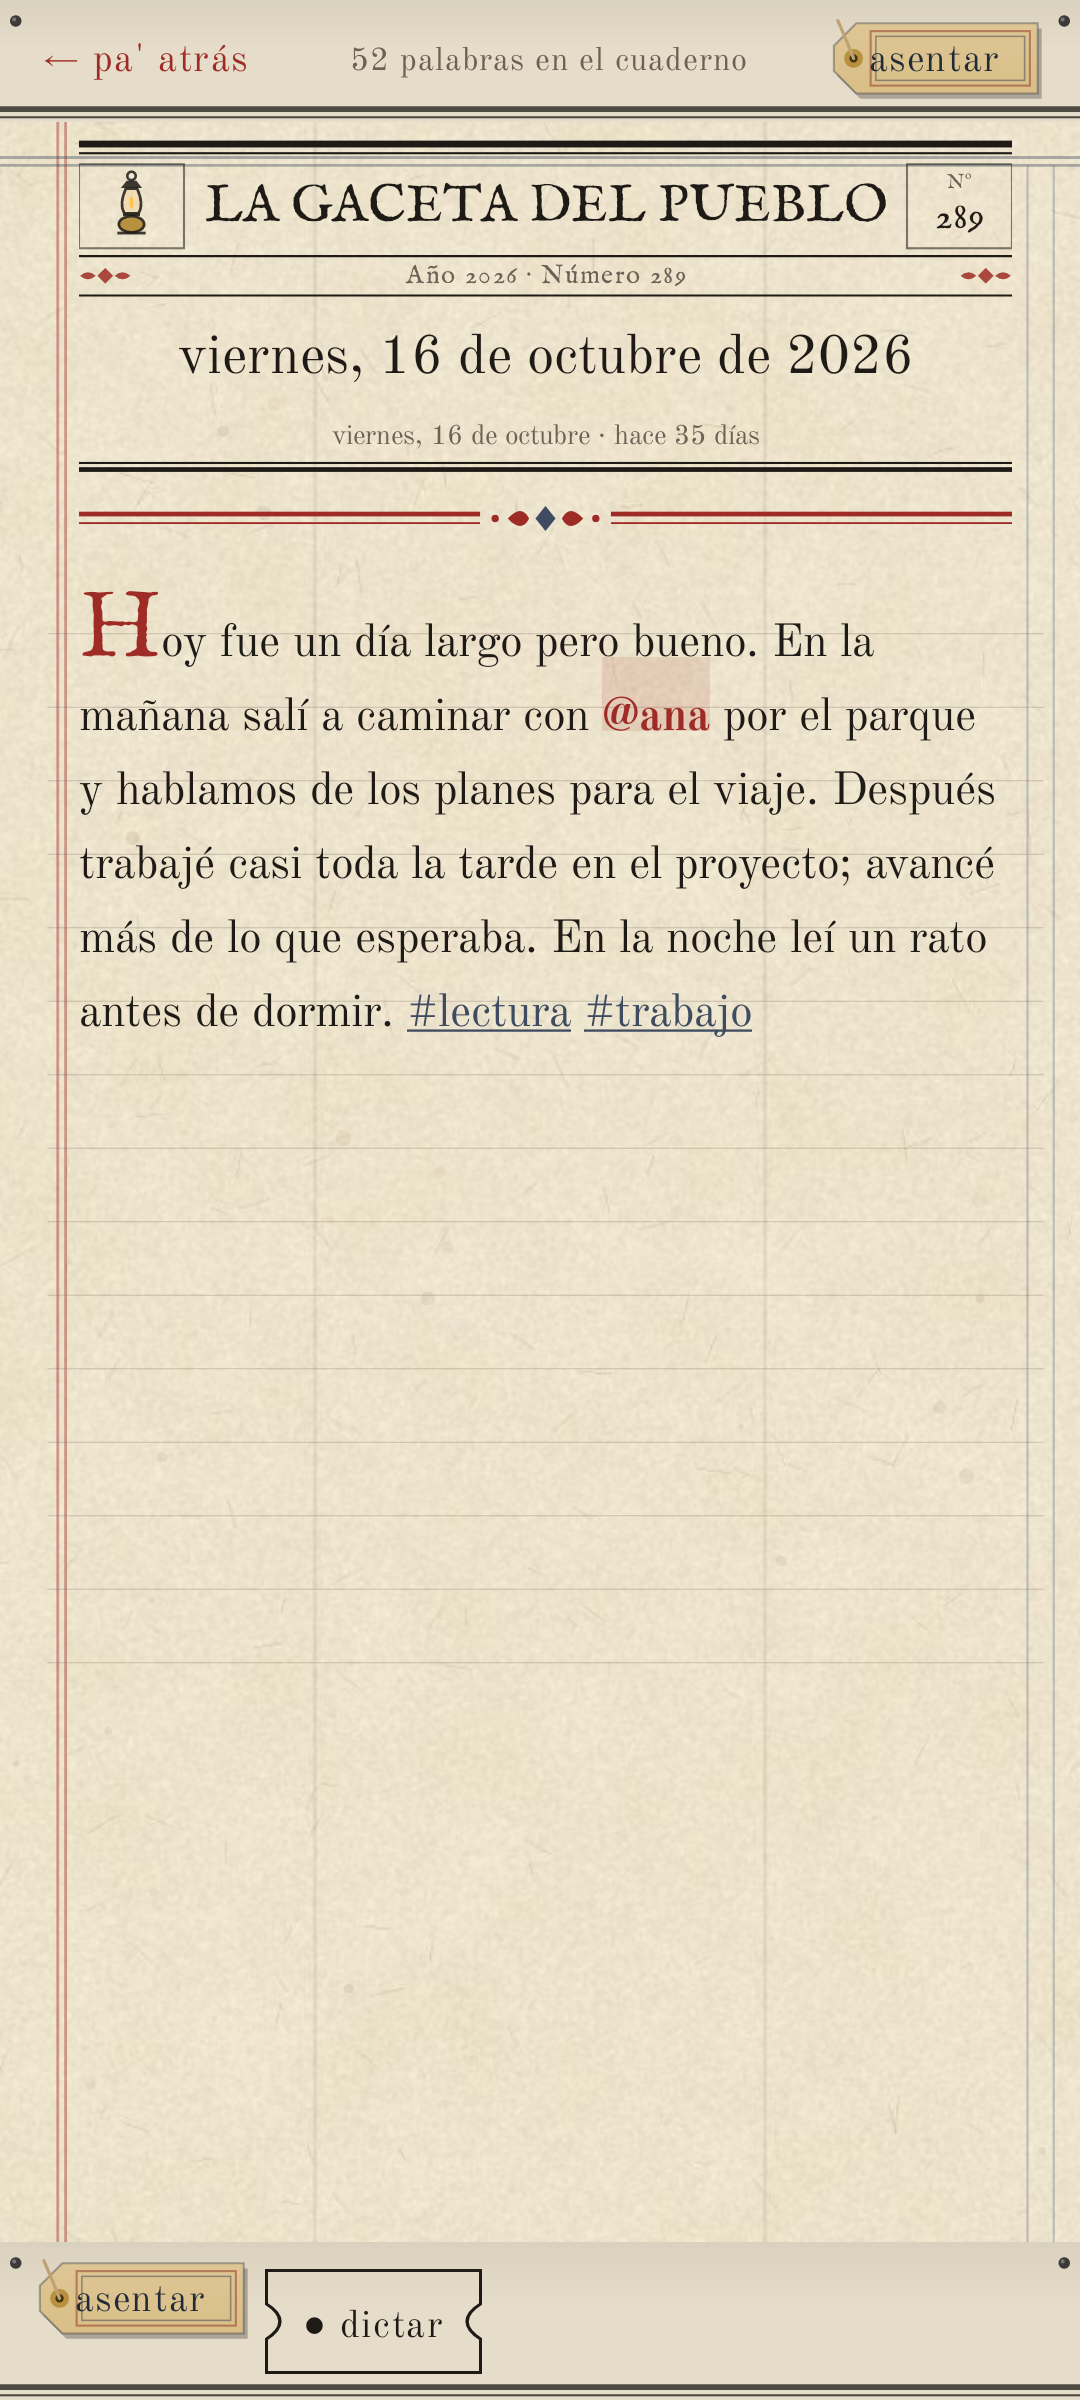 ← pa' atrás
52 palabras en el cuaderno
asentar
LA GACETA DEL PUEBLO
Nº
289
Año 2026 · Número 289
viernes, 16 de octubre de 2026
viernes, 16 de octubre · hace 35 días
Hoy fue un día largo pero bueno. En la
mañana salí a caminar con @ana por el parque
y hablamos de los planes para el viaje. Después
trabajé casi toda la tarde en el proyecto; avancé
más de lo que esperaba. En la noche leí un rato
antes de dormir. #lectura #trabajo
asentar
• dictar